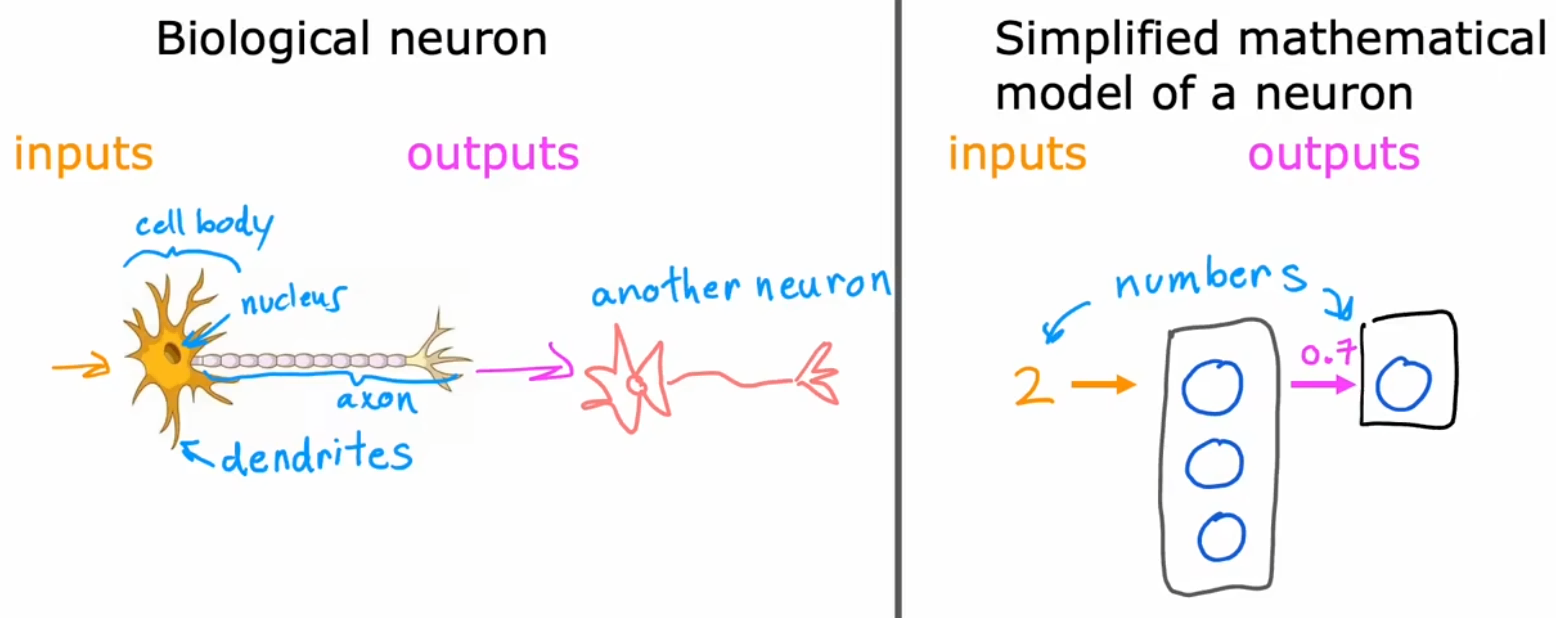 Biological neuron
inputs
outputs
cell body
nucleus
another neuron
axon
dendrites
Simplified mathematical
model of a neuron
inputs
outputs
numbers
0.7
2